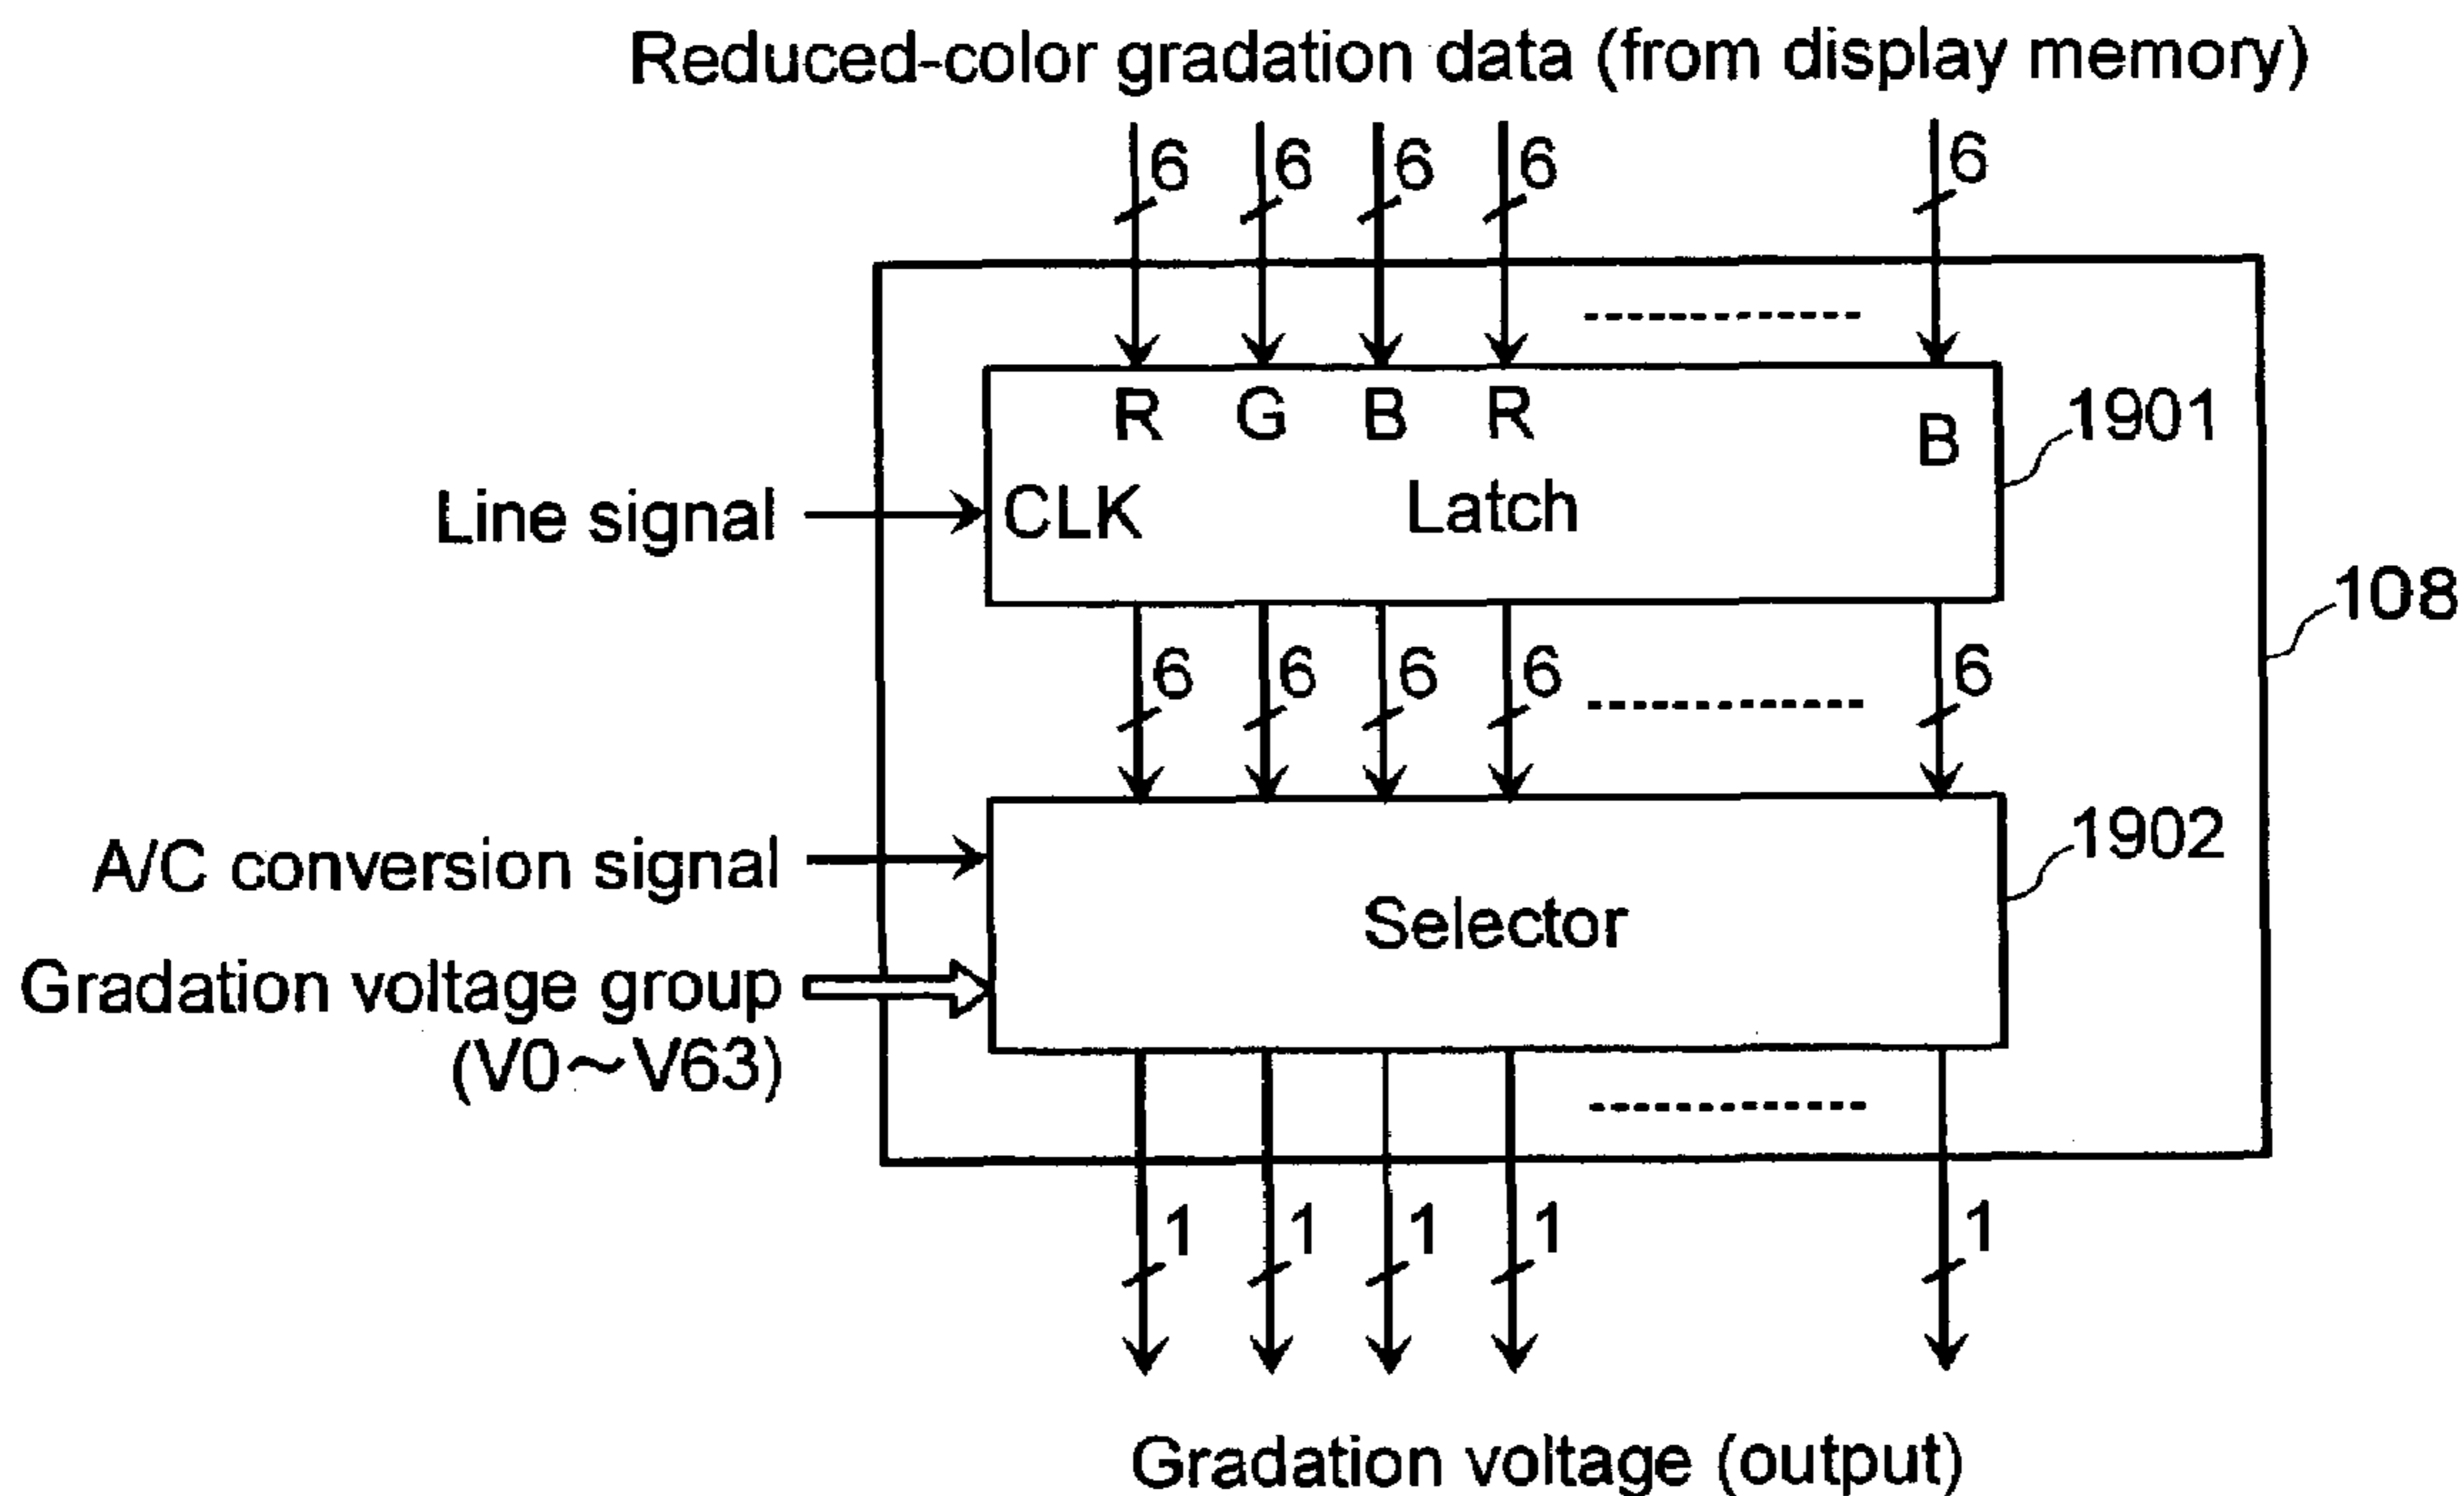 Reduced-color gradation data (from display memory)
6 6 6 6 6
R G B R B
1901
Line signal
CLK
Latch
108
6 6 6 6 6
1902
A/C conversion signal
Selector
Gradation voltage group
(V0~V63)
1 1 1 1 1
Gradation voltage (output)